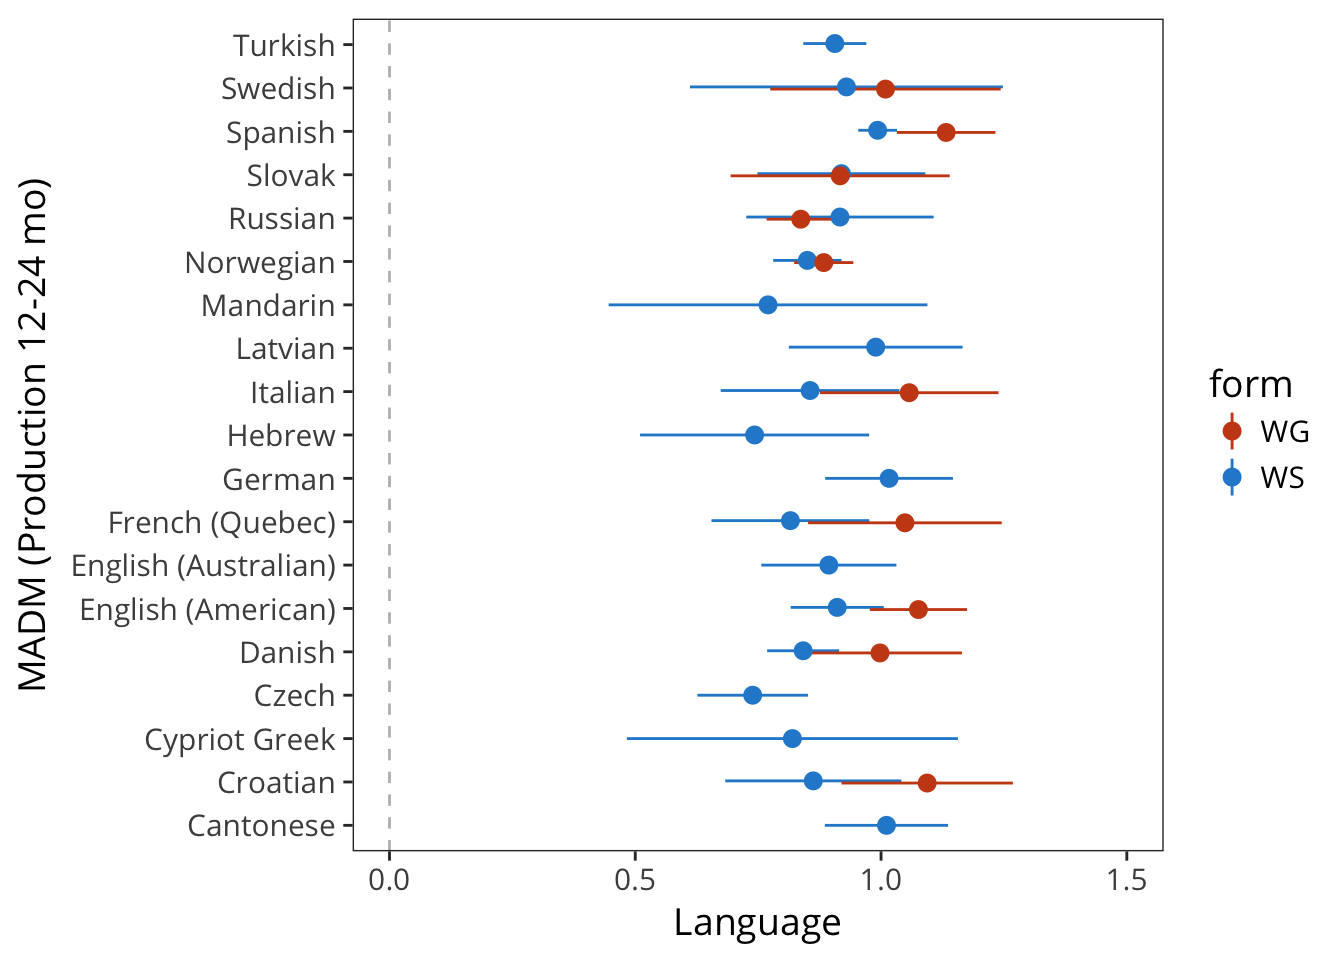 MADM (Production 12-24 mo)
Turkish
Swedish
Spanish
Slovak
Russian
Norwegian
Mandarin
Latvian
Italian
Hebrew
German
French (Quebec)
English (Australian)
English (American)
Danish
Czech
Cypriot Greek
Croatian
Cantonese
0.0 0.5 1.0 1.5
Language
form
WG
WS